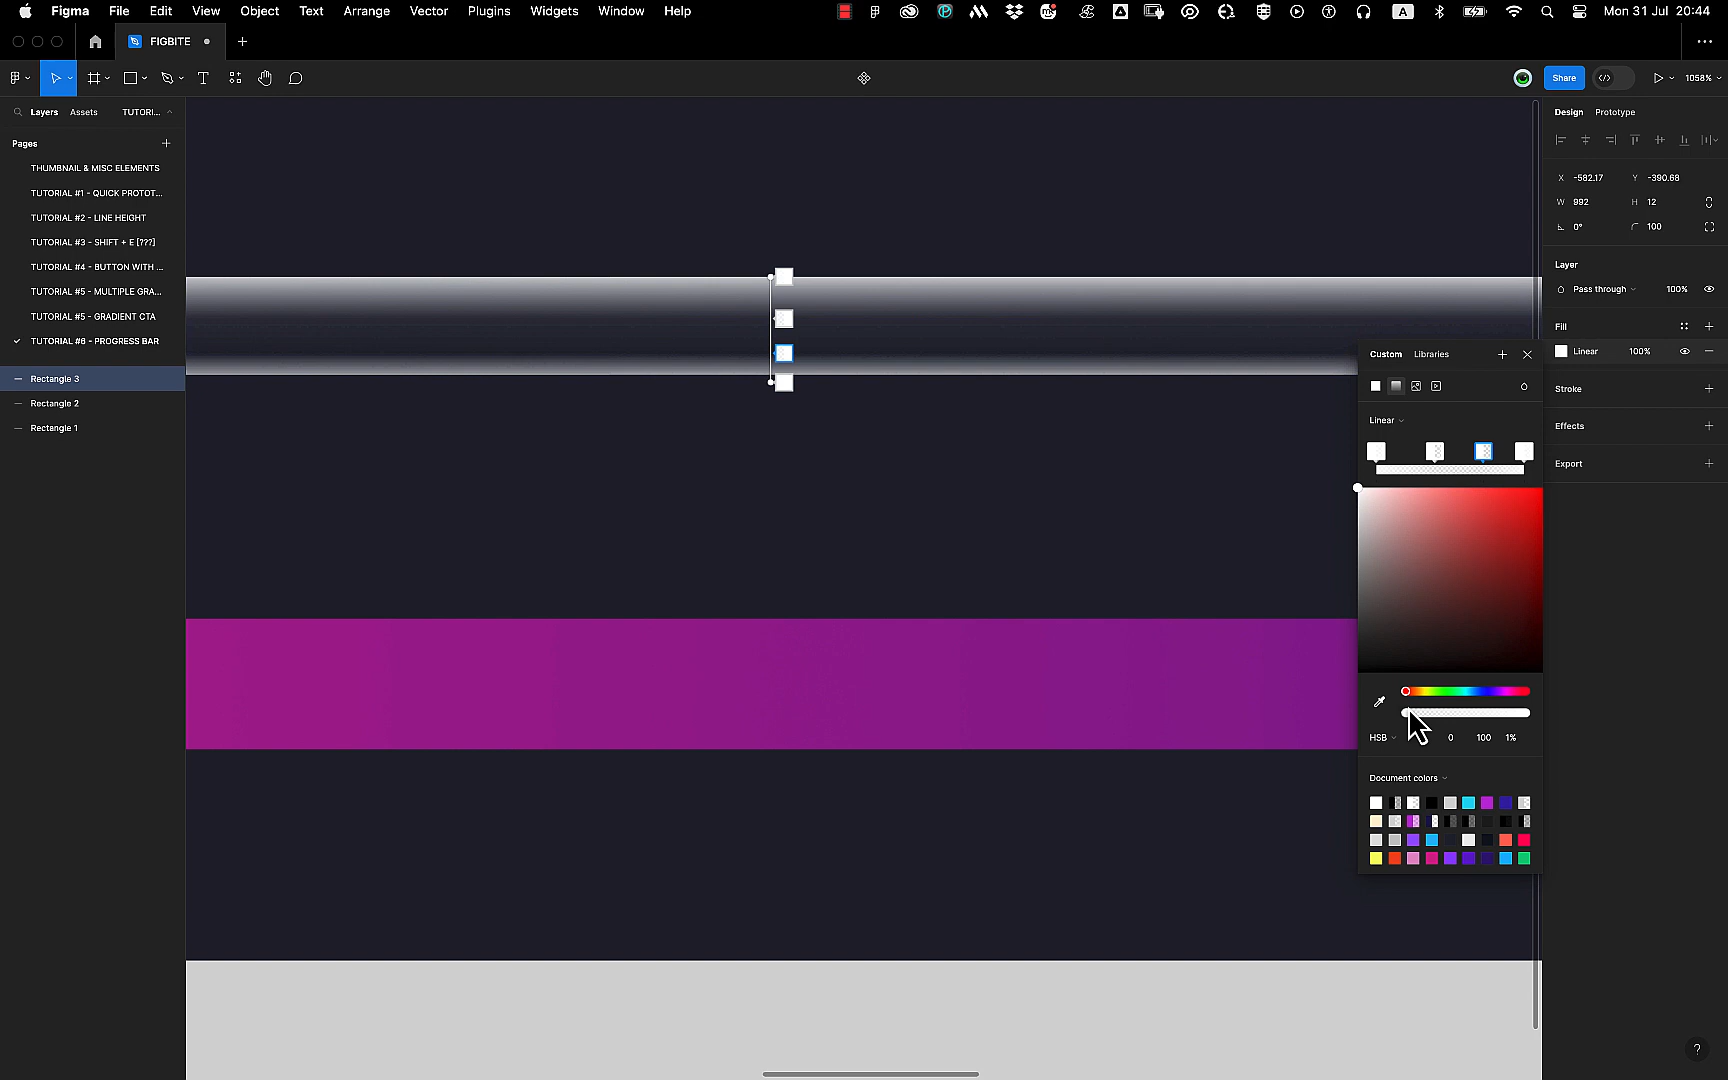 Figma File Edit View Object Text Arrange Vector Plugins Widgets Window Help A Mon 31 Jul 20:44
FIGBITE
Share 1058%
Layers Assets TUTORI...
Pages
THUMBNAIL & MISC ELEMENTS
TUTORIAL #1 - QUICK PROTOT...
TUTORIAL #2 - LINE HEIGHT
TUTORIAL #3 - SHIFT + E [???]
TUTORIAL #4 - BUTTON WITH ...
TUTORIAL #5 - MULTIPLE GRA...
TUTORIAL #5 - GRADIENT CTA
TUTORIAL #6 - PROGRESS BAR
Rectangle 3
Rectangle 2
Rectangle 1
Design Prototype
X -582.17 Y -390.68
W 992 H 12
0° 100
Layer
Pass through 100%
Fill
Linear 100%
Stroke
Effects
Export
Custom Libraries
Linear
HSB 0 100 1%
Document colors
?